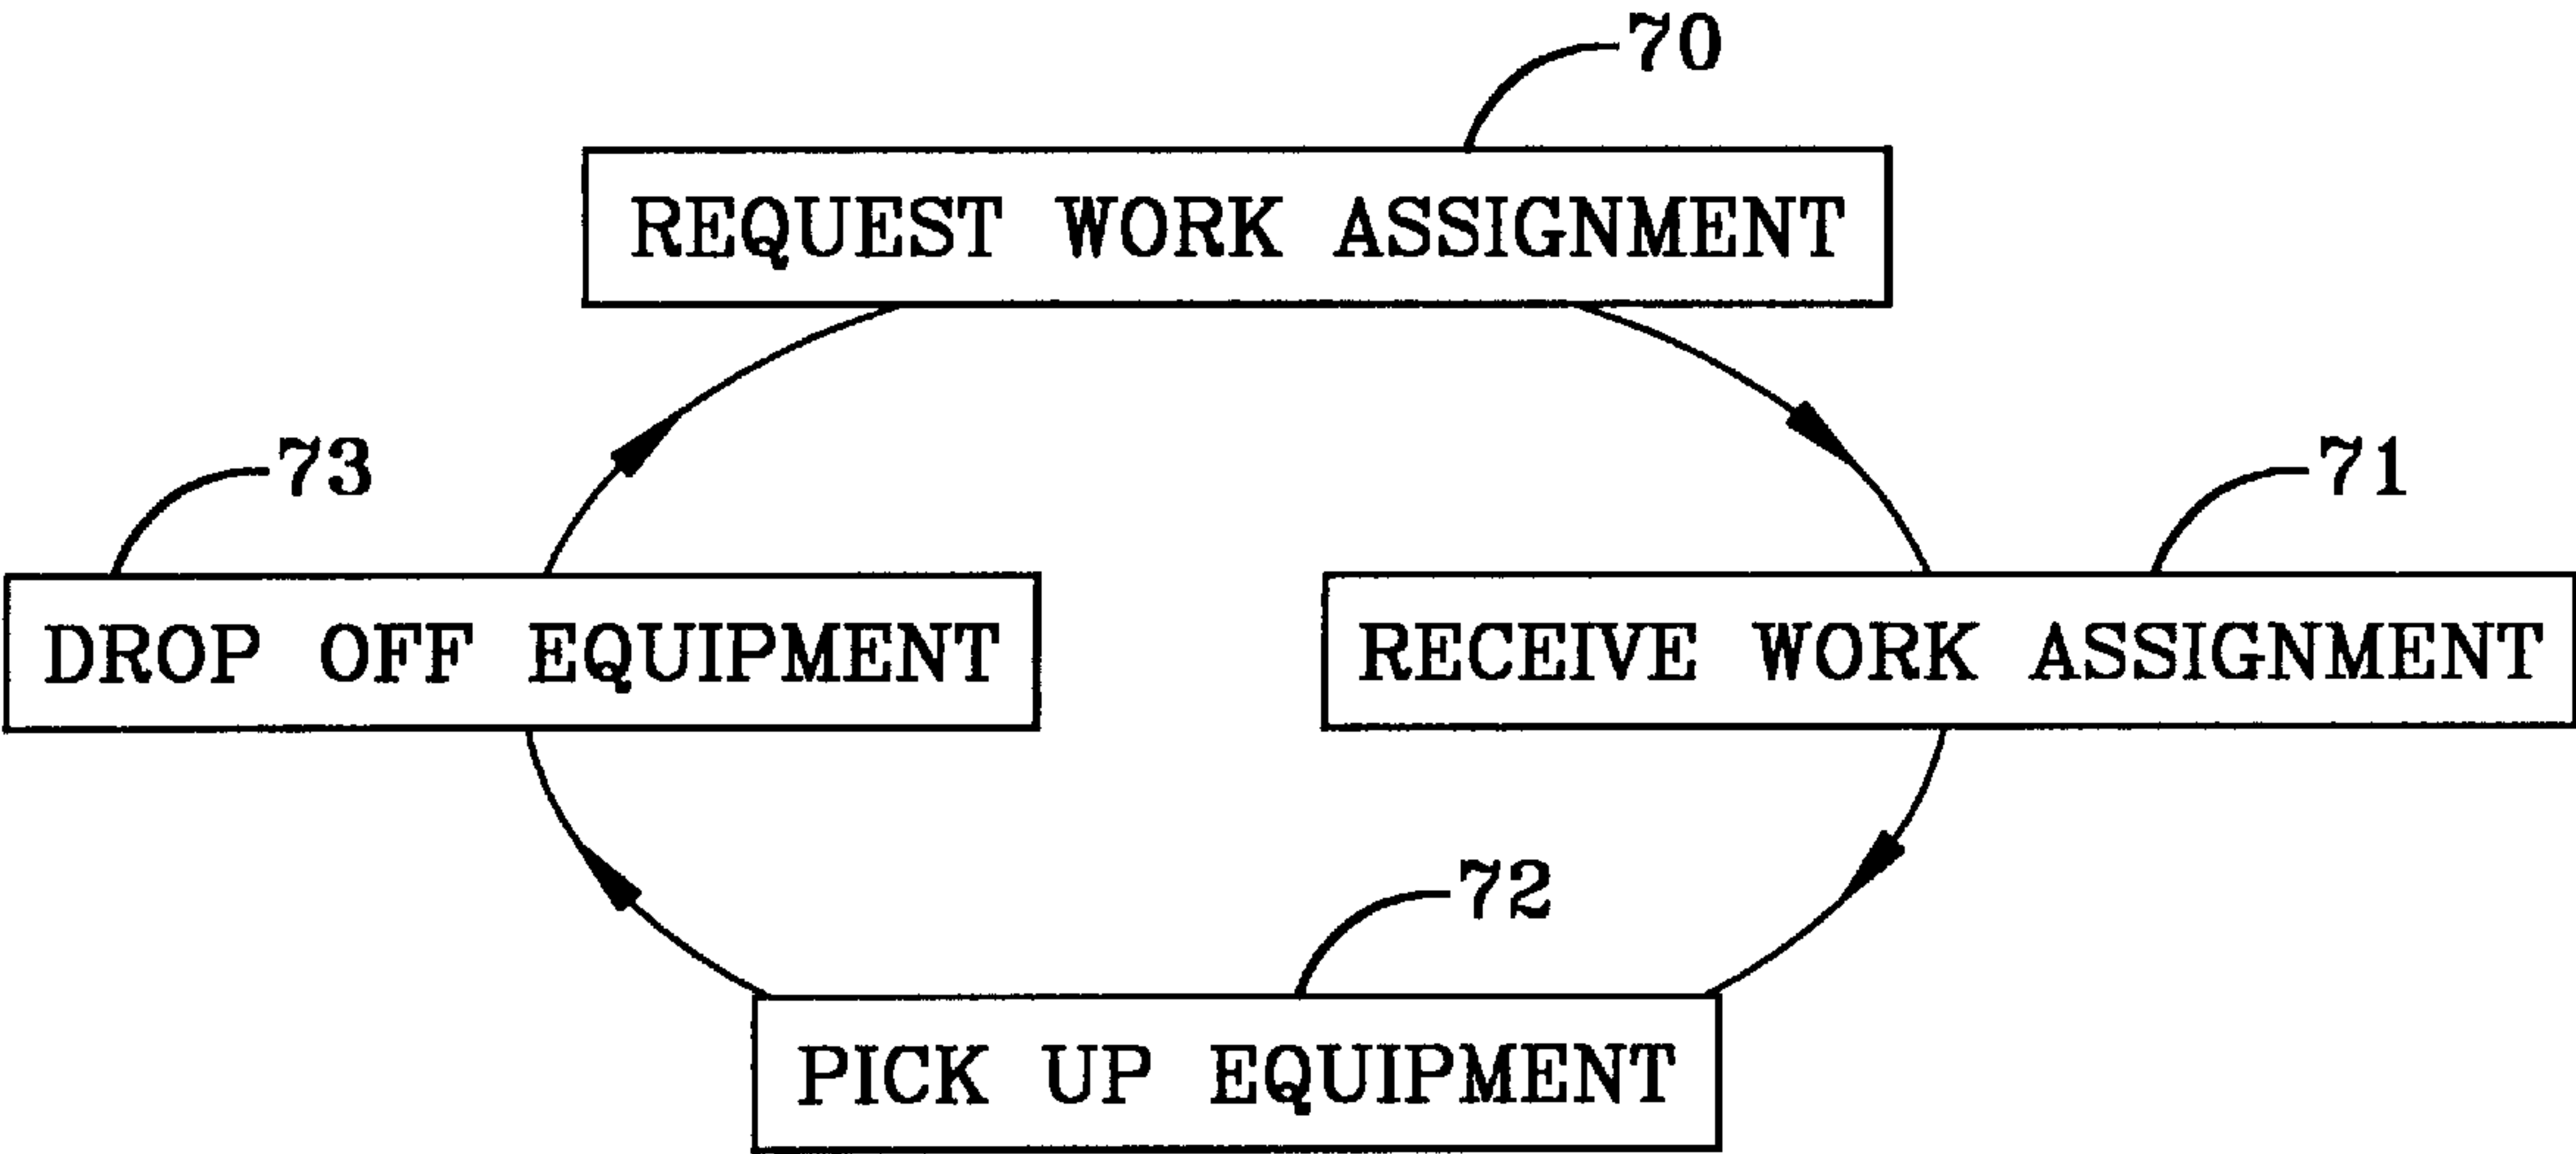 70
REQUEST WORK ASSIGNMENT
73
71
DROP OFF EQUIPMENT
RECEIVE WORK ASSIGNMENT
72
PICK UP EQUIPMENT